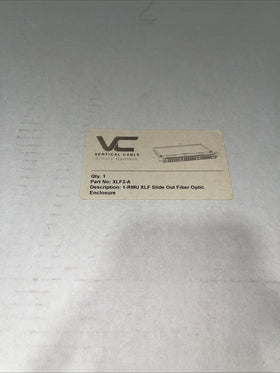 VC
VERTICAL CABLE
Qty. 1
Part No: XLF3-A
Description: 1-RMU XLF Slide Out Fiber Optic
Enclosure